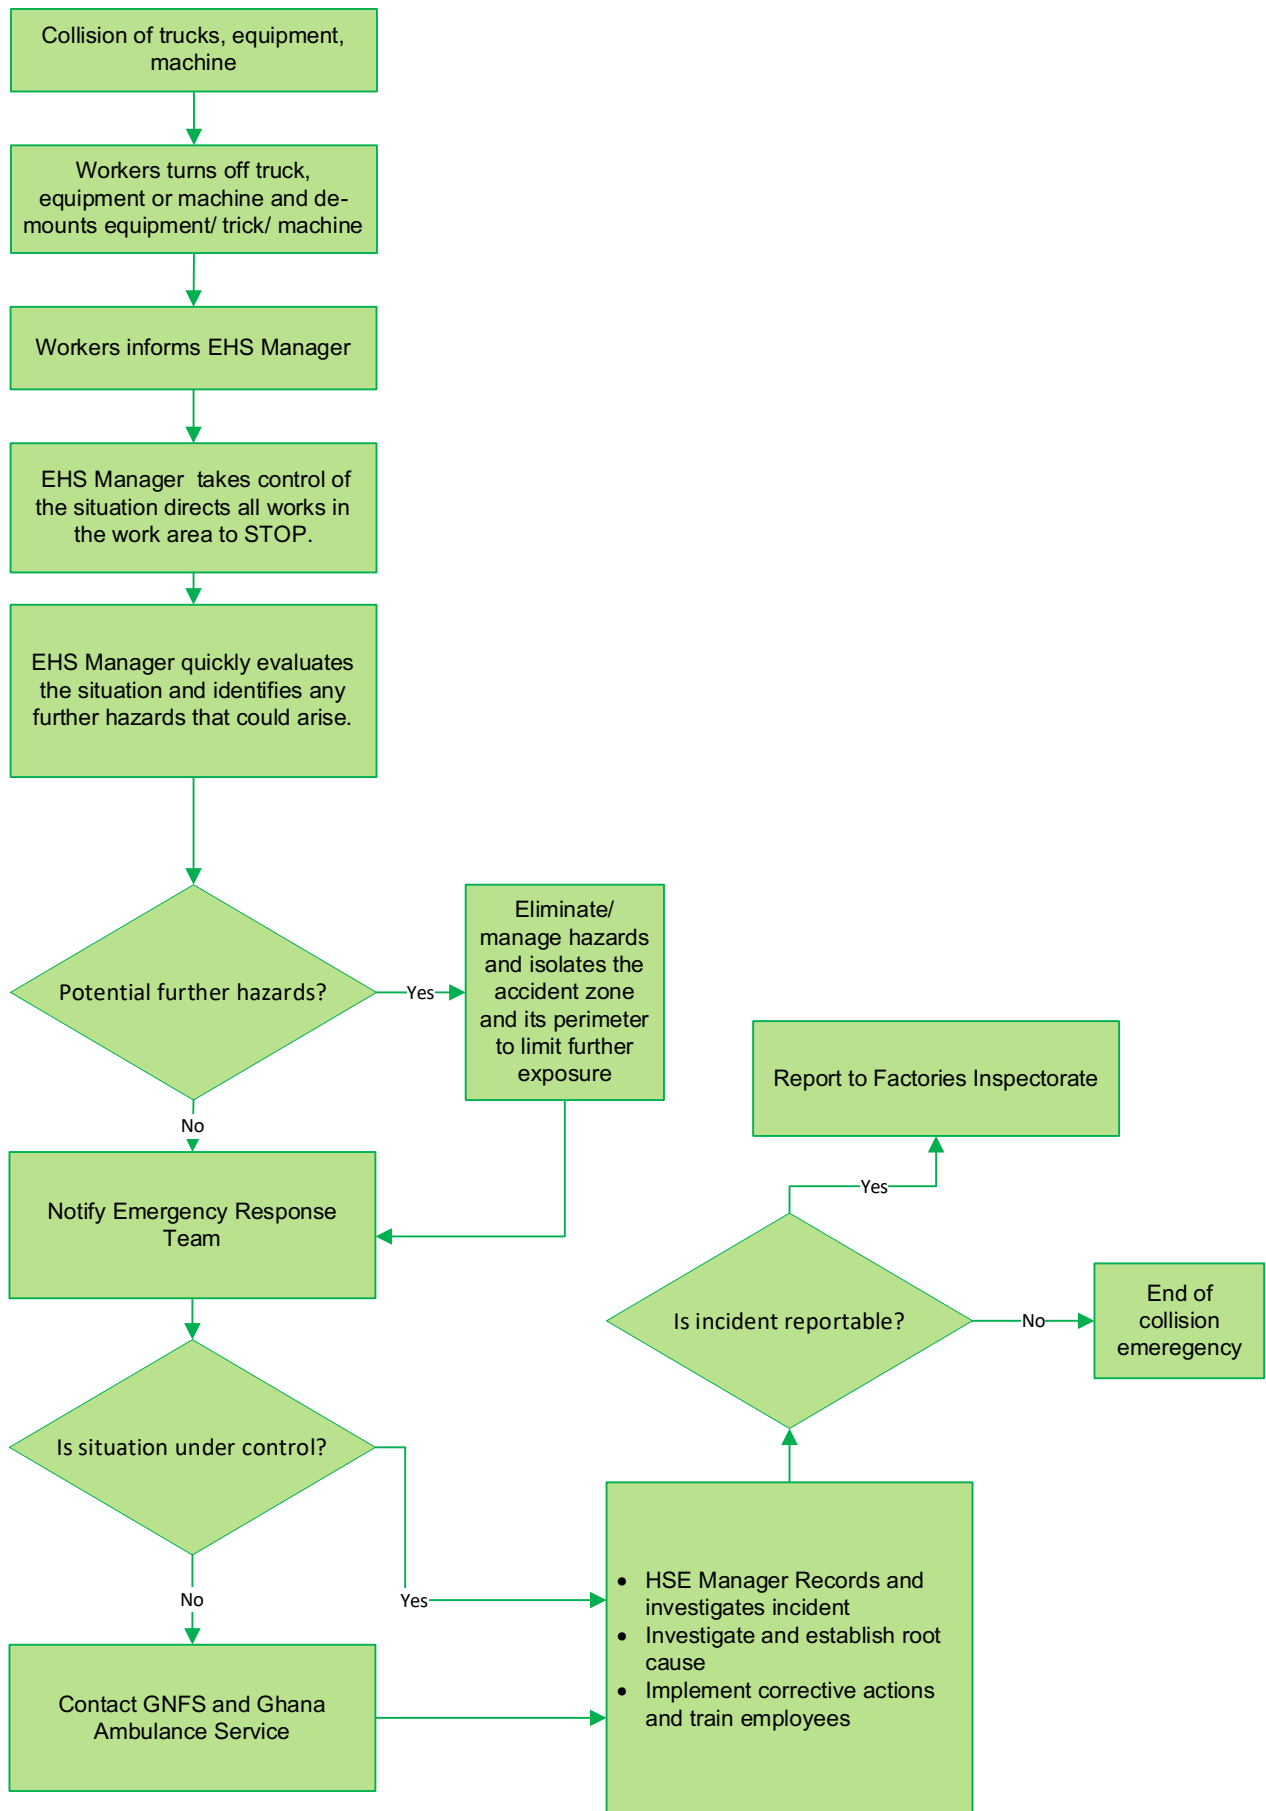 Collision of trucks, equipment,
machine
Workers turns off truck,
equipment or machine and de-
mounts equipment/ trick/ machine
Workers informs EHS Manager
EHS Manager  takes control of
the situation directs all works in
the work area to STOP.
EHS Manager quickly evaluates
the situation and identifies any
further hazards that could arise.
Potential further hazards?
Yes
Eliminate/
manage hazards
and isolates the
accident zone
and its perimeter
to limit further
exposure
No
Notify Emergency Response
Team
Is situation under control?
No
Yes
Contact GNFS and Ghana
Ambulance Service
• HSE Manager Records and
investigates incident
• Investigate and establish root
cause
• Implement corrective actions
and train employees
Is incident reportable?
Yes
Report to Factories Inspectorate
No
End of
collision
emeregency